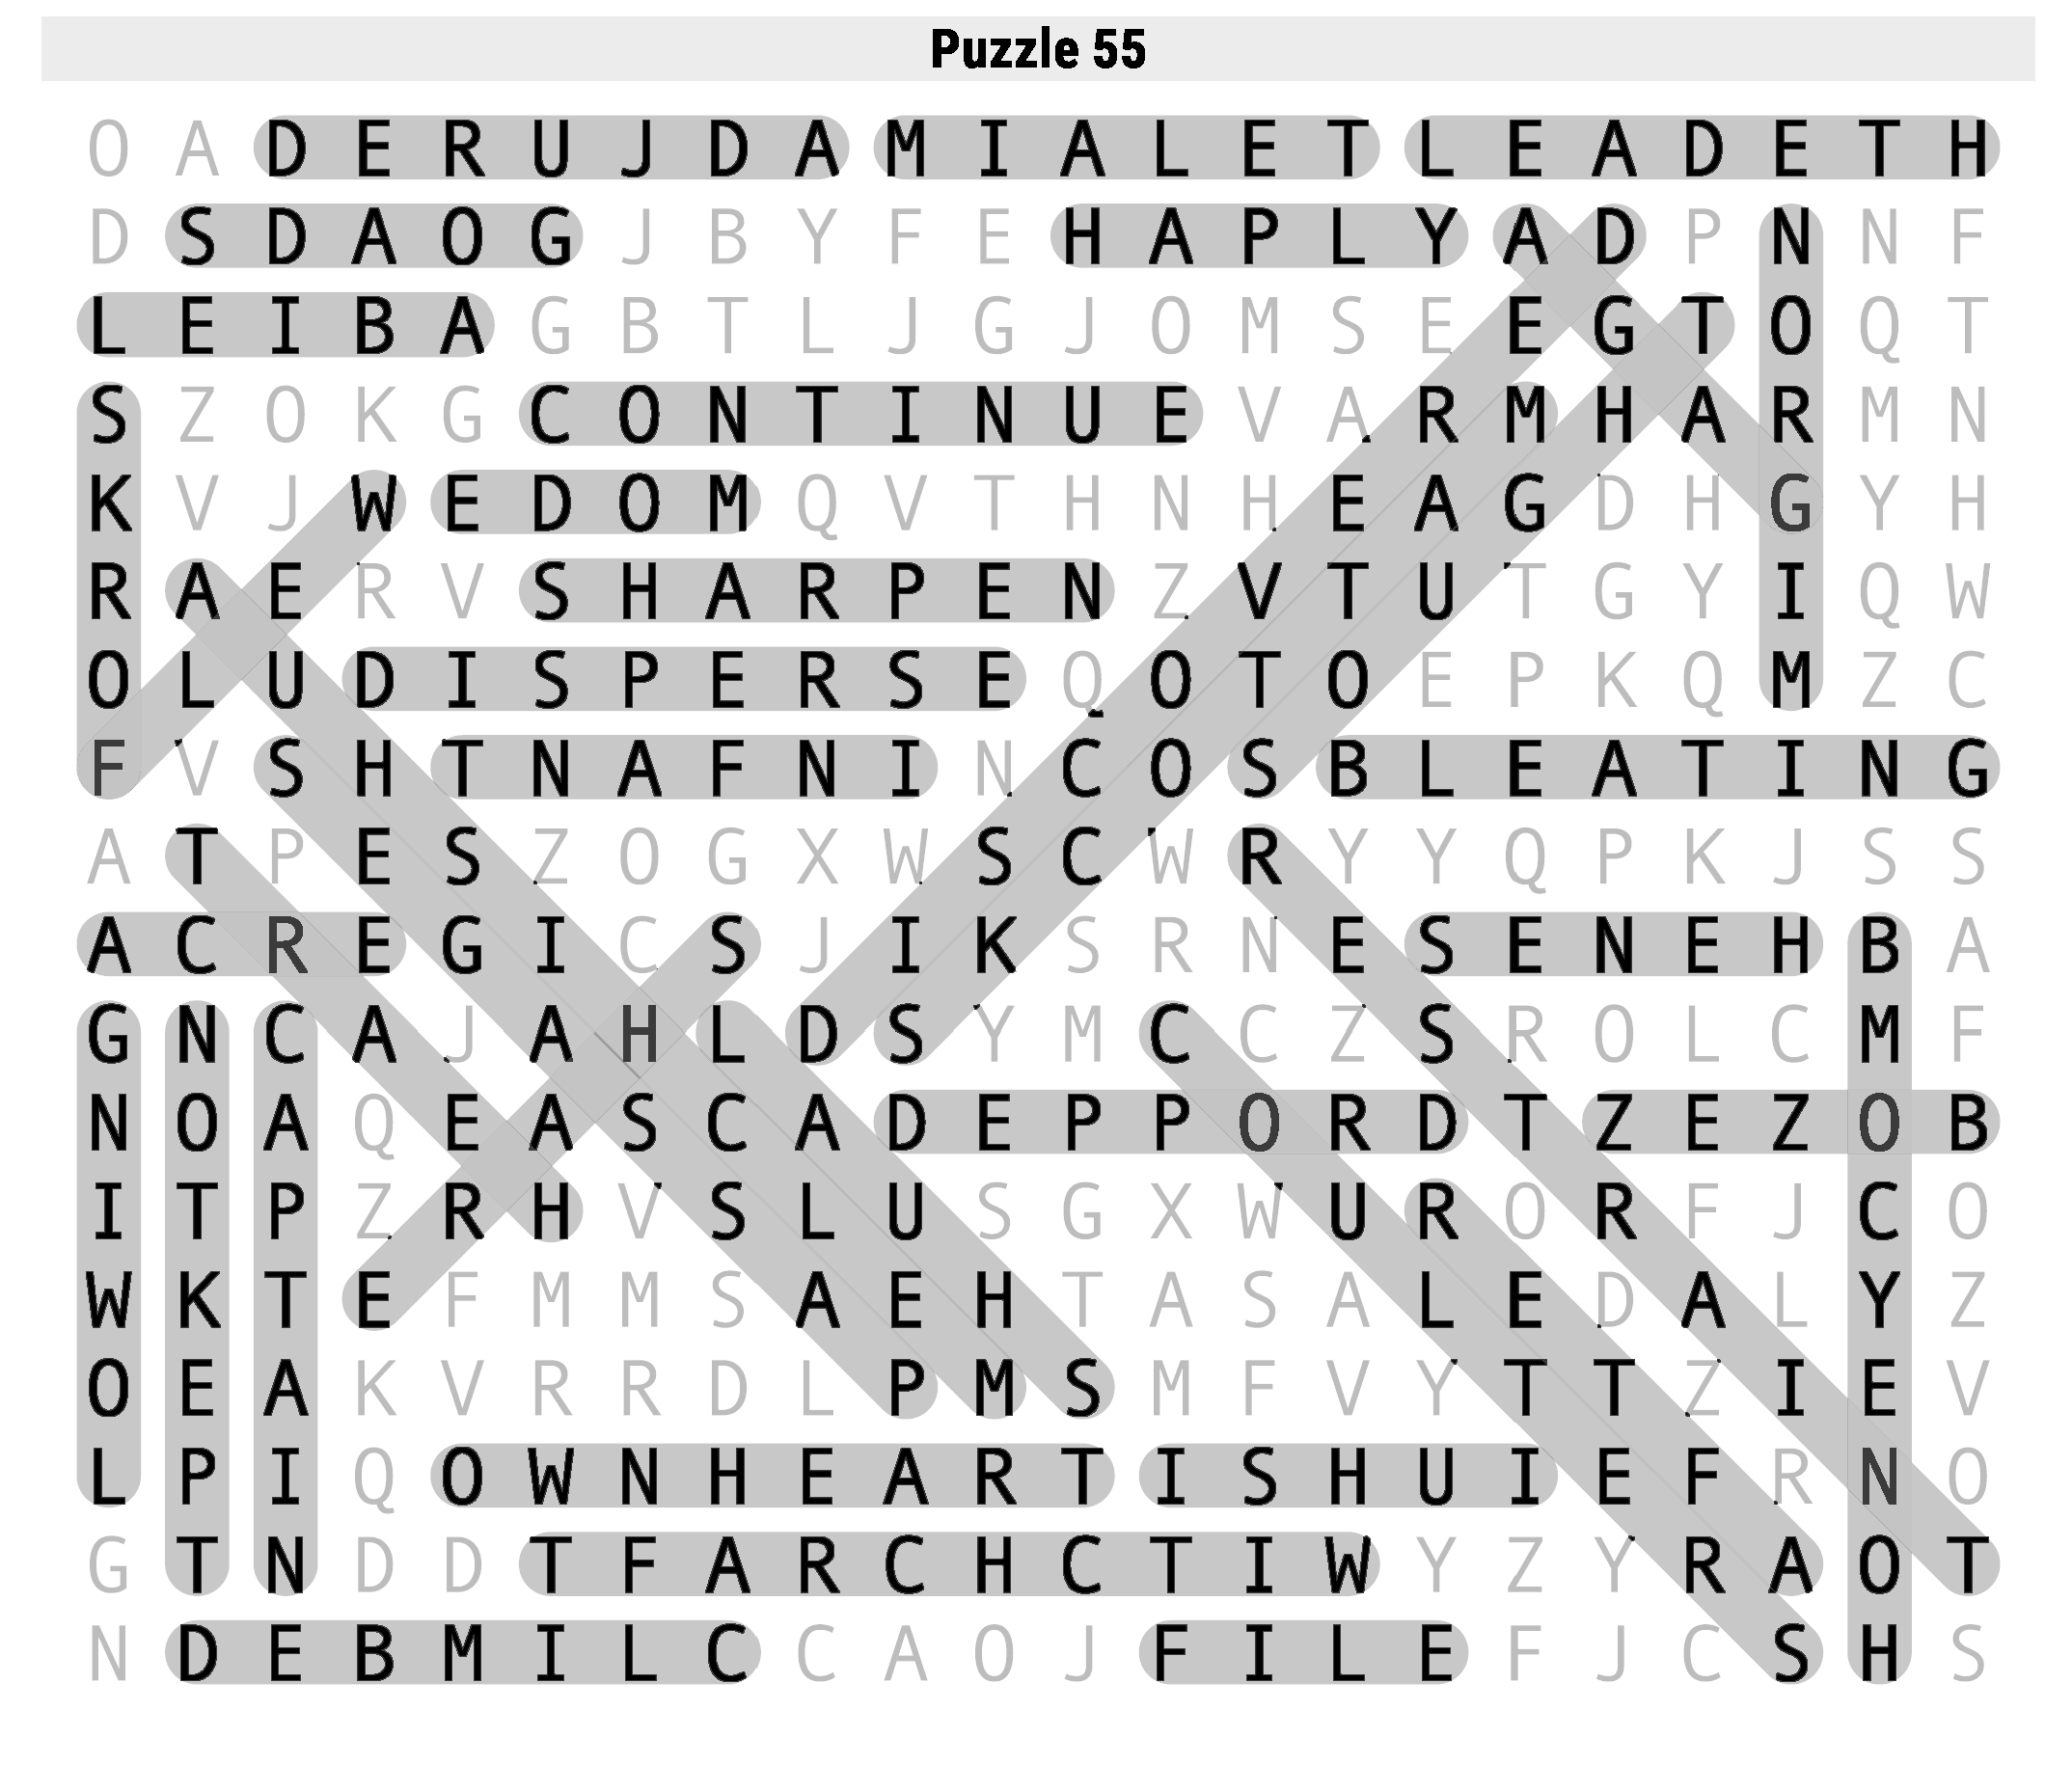 Puzzle 55
O A D E R U J D A M I A L E T L E A D E T H
D S D A O G J B Y F E H A P L Y A D P N N F
L E I B A G B T L J G J O M S E E G T O Q T
S Z O K G C O N T I N U E V A R M H A R M N
K V J W E D O M Q V T H N H E A G D H G Y H
R A E R V S H A R P E N Z V T U T G Y I Q W
O L U D I S P E R S E Q O T O E P K Q M Z C
F V S H T N A F N I N C O S B L E A T I N G
A T P E S Z O G X W S C W R Y Y Q P K J S S
A C R E G I C S J I K S R N E S E N E H B A
G N C A J A H L D S Y M C C Z S R O L C M F
N O A Q E A S C A D E P P O R D T Z E Z O B
I T P Z R H V S L U S G X W U R O R F J C O
W K T E F M M S A E H T A S A L E D A L Y Z
O E A K V R R D L P M S M F V Y T T Z I E V
L P I Q O W N H E A R T I S H U I E F R N O
G T N D D T F A R C H C T I W Y Z Y R A O T
N D E B M I L C C A O J F I L E F J C S H S